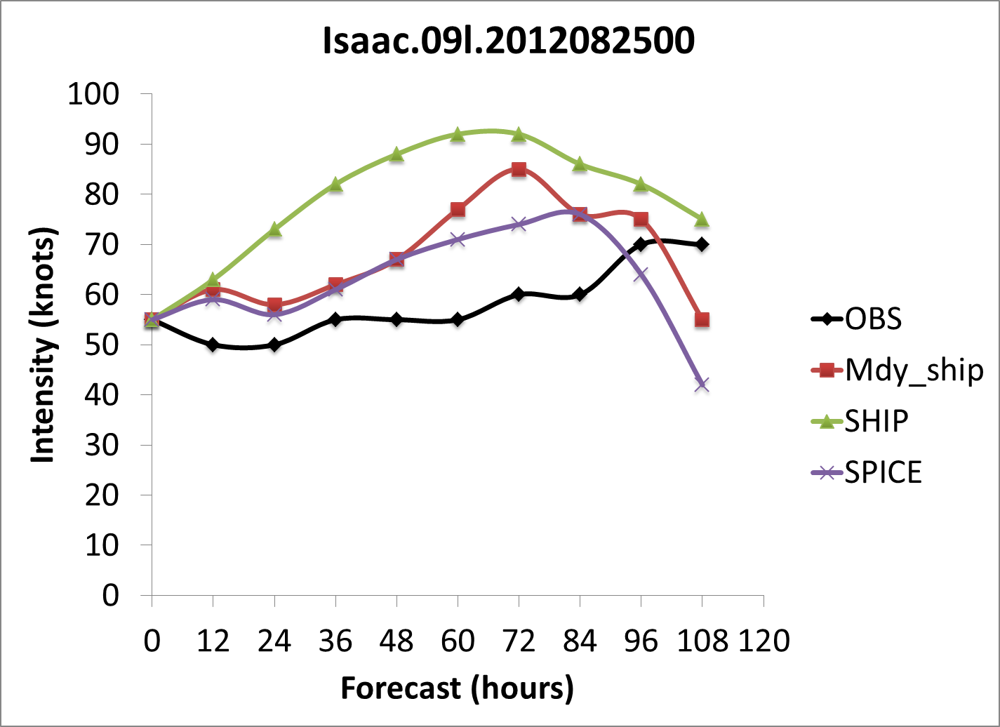 Isaac.09l.2012082500
100
90
80
70
60
50
40
30
20
10
0
Intensity (knots)
0 12 24 36 48 60 72 84 96 108 120
Forecast (hours)
OBS
Mdy_ship
SHIP
SPICE